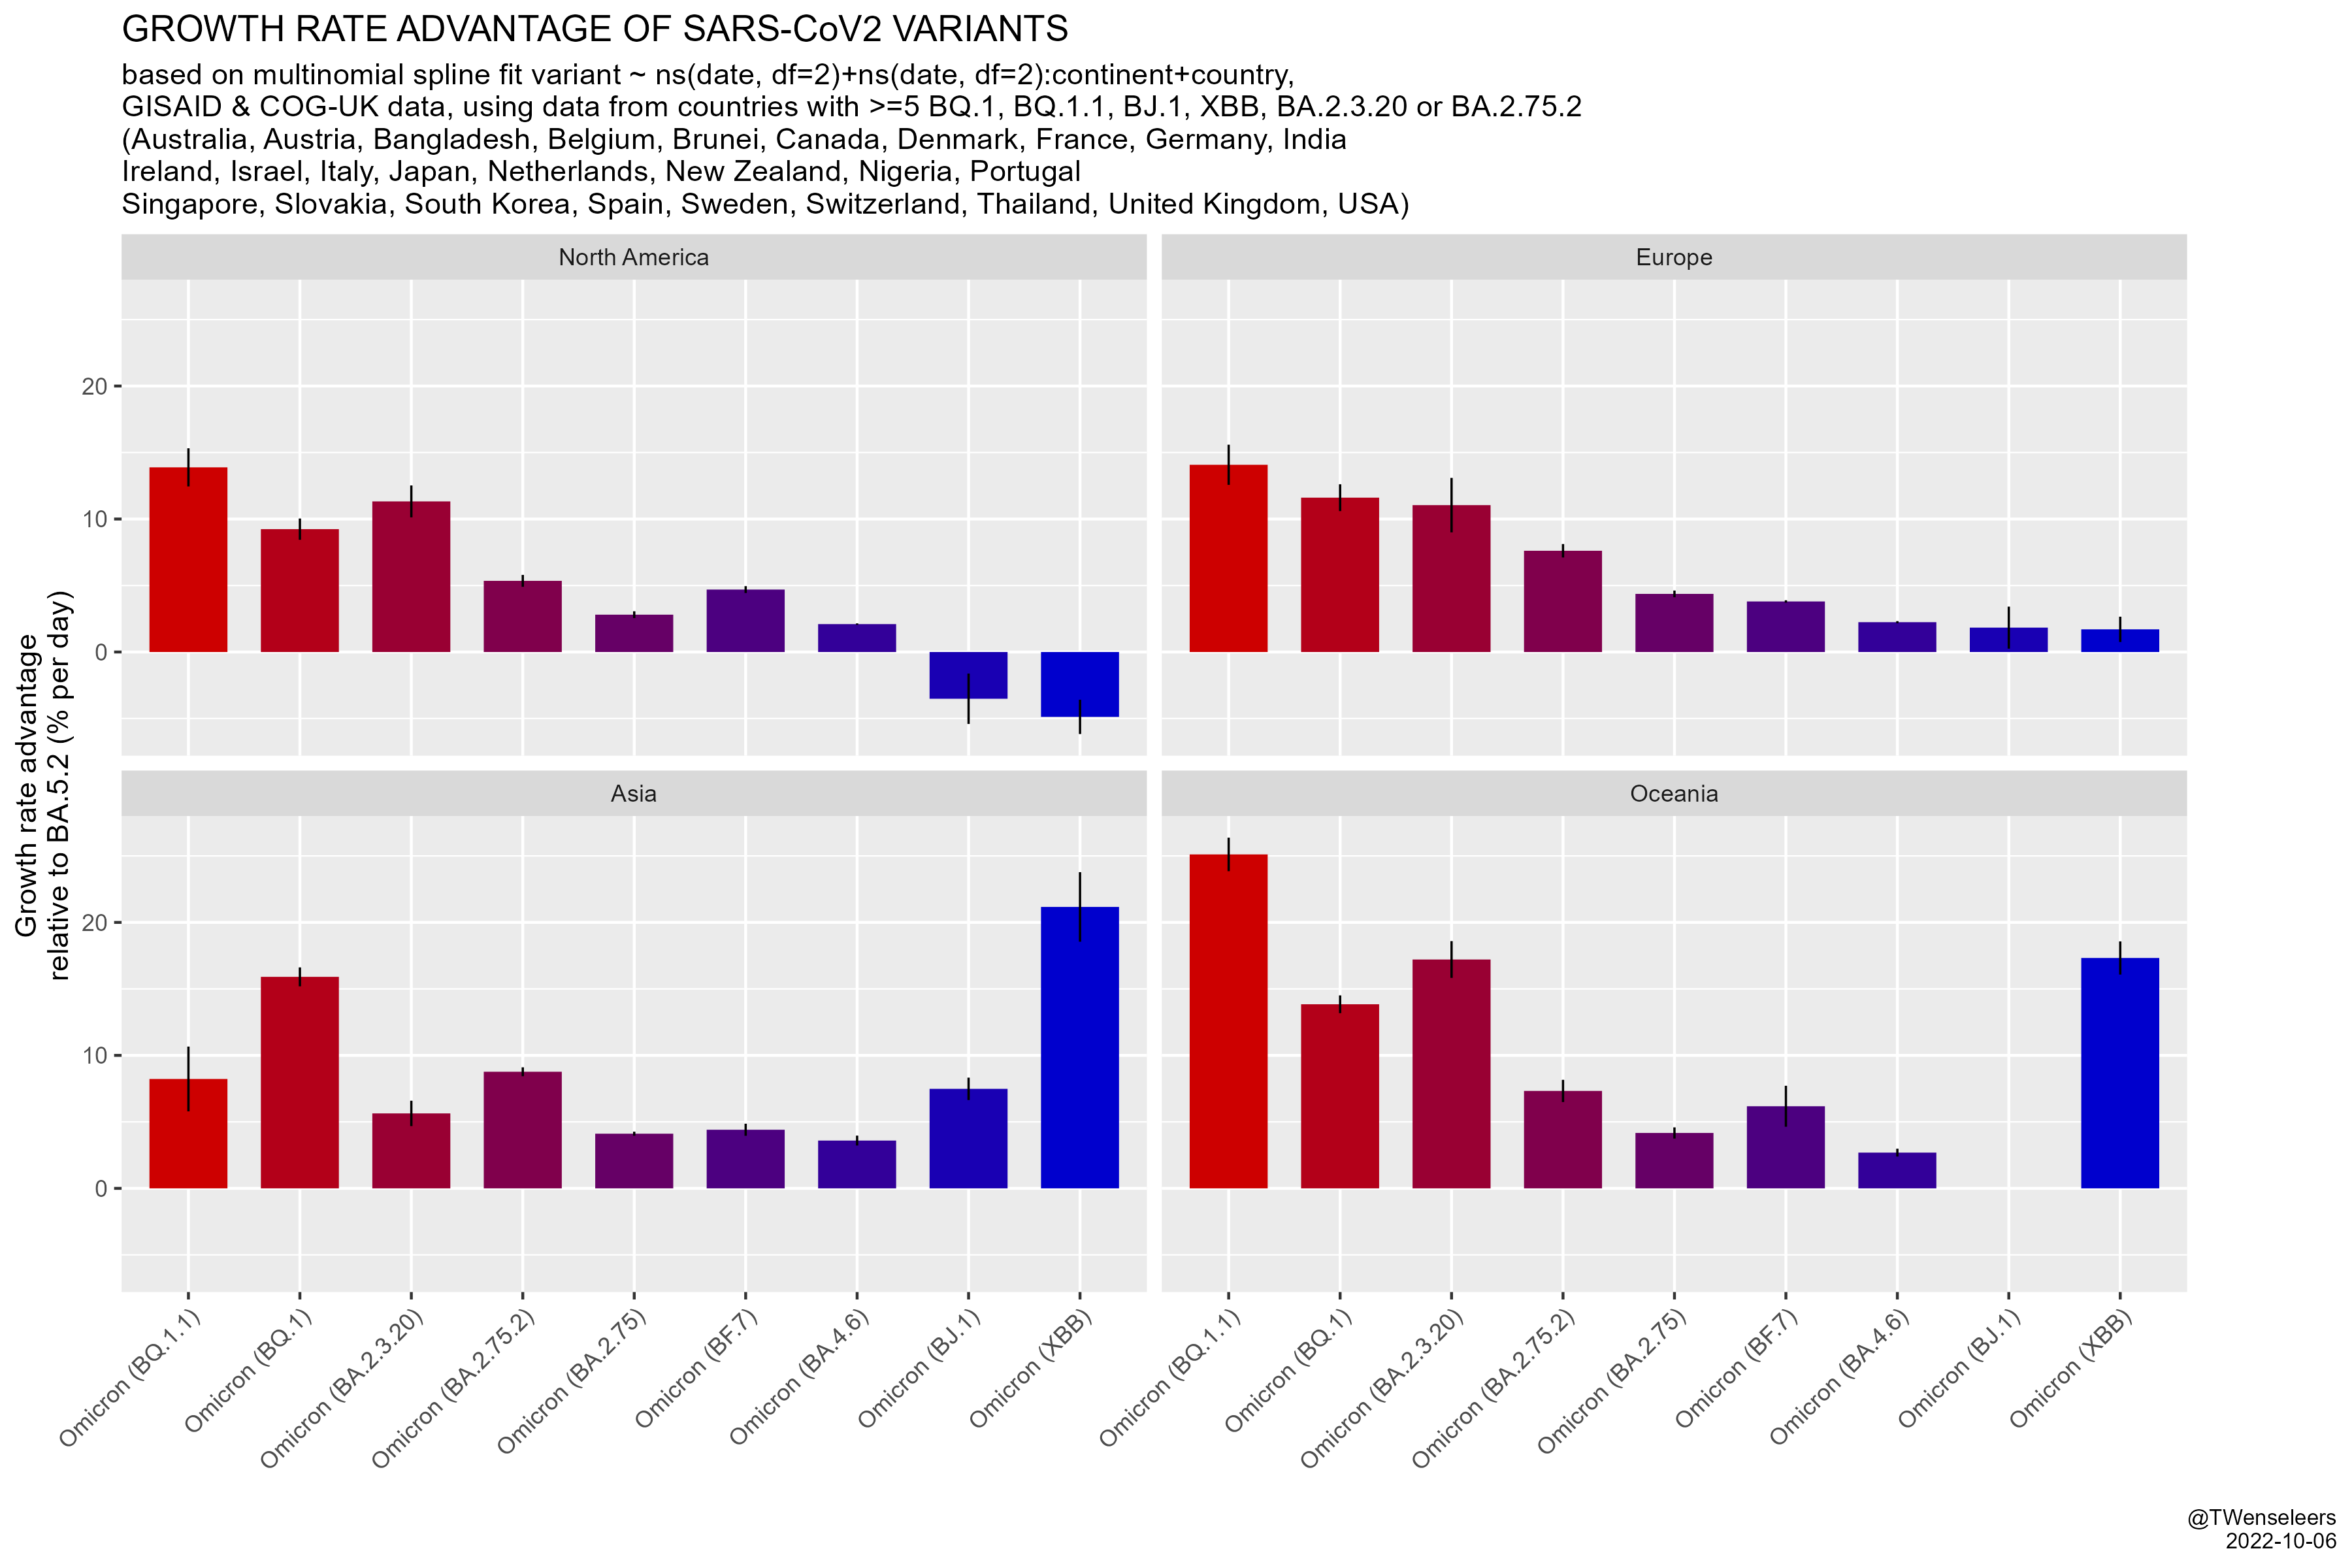 GROWTH RATE ADVANTAGE OF SARS-CoV2 VARIANTS
based on multinomial spline fit variant ~ ns(date, df=2)+ns(date, df=2):continent+country,
GISAID & COG-UK data, using data from countries with >=5 BQ.1, BQ.1.1, BJ.1, XBB, BA.2.3.20 or BA.2.75.2
(Australia, Austria, Bangladesh, Belgium, Brunei, Canada, Denmark, France, Germany, India
Ireland, Israel, Italy, Japan, Netherlands, New Zealand, Nigeria, Portugal
Singapore, Slovakia, South Korea, Spain, Sweden, Switzerland, Thailand, United Kingdom, USA)
North America
Europe
20
10
0
Growth rate advantage
relative to BA.5.2 (% per day)
Asia
Oceania
20
10
0
Omicron (BQ.1.1)
Omicron (BQ.1)
Omicron (BA.2.3.20)
Omicron (BA.2.75.2)
Omicron (BA.2.75)
Omicron (BF.7)
Omicron (BA.4.6)
Omicron (BJ.1)
Omicron (XBB)
Omicron (BQ.1.1)
Omicron (BQ.1)
Omicron (BA.2.3.20)
Omicron (BA.2.75.2)
Omicron (BA.2.75)
Omicron (BF.7)
Omicron (BA.4.6)
Omicron (BJ.1)
Omicron (XBB)
@TWenseleers
2022-10-06